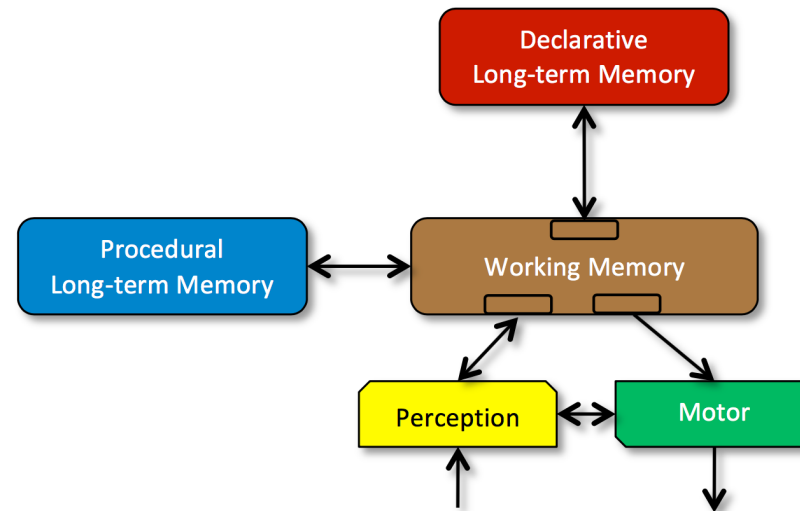 Declarative
Long-term Memory
Procedural
Long-term Memory
Working Memory
Perception
Motor